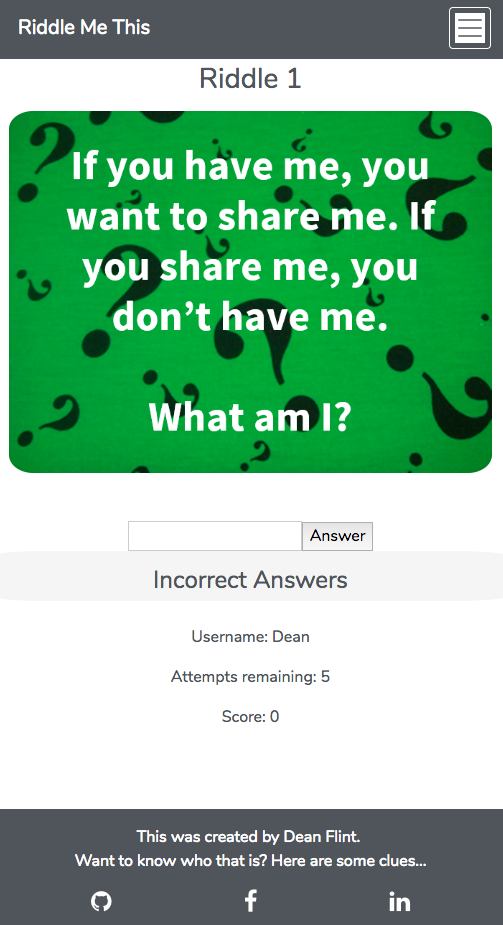 Riddle Me This
Riddle 1
If you have me, you
want to share me. If
you share me, you
don’t have me.
What am I?
Answer
Incorrect Answers
Username: Dean
Attempts remaining: 5
Score: 0
This was created by Dean Flint.
Want to know who that is? Here are some clues...